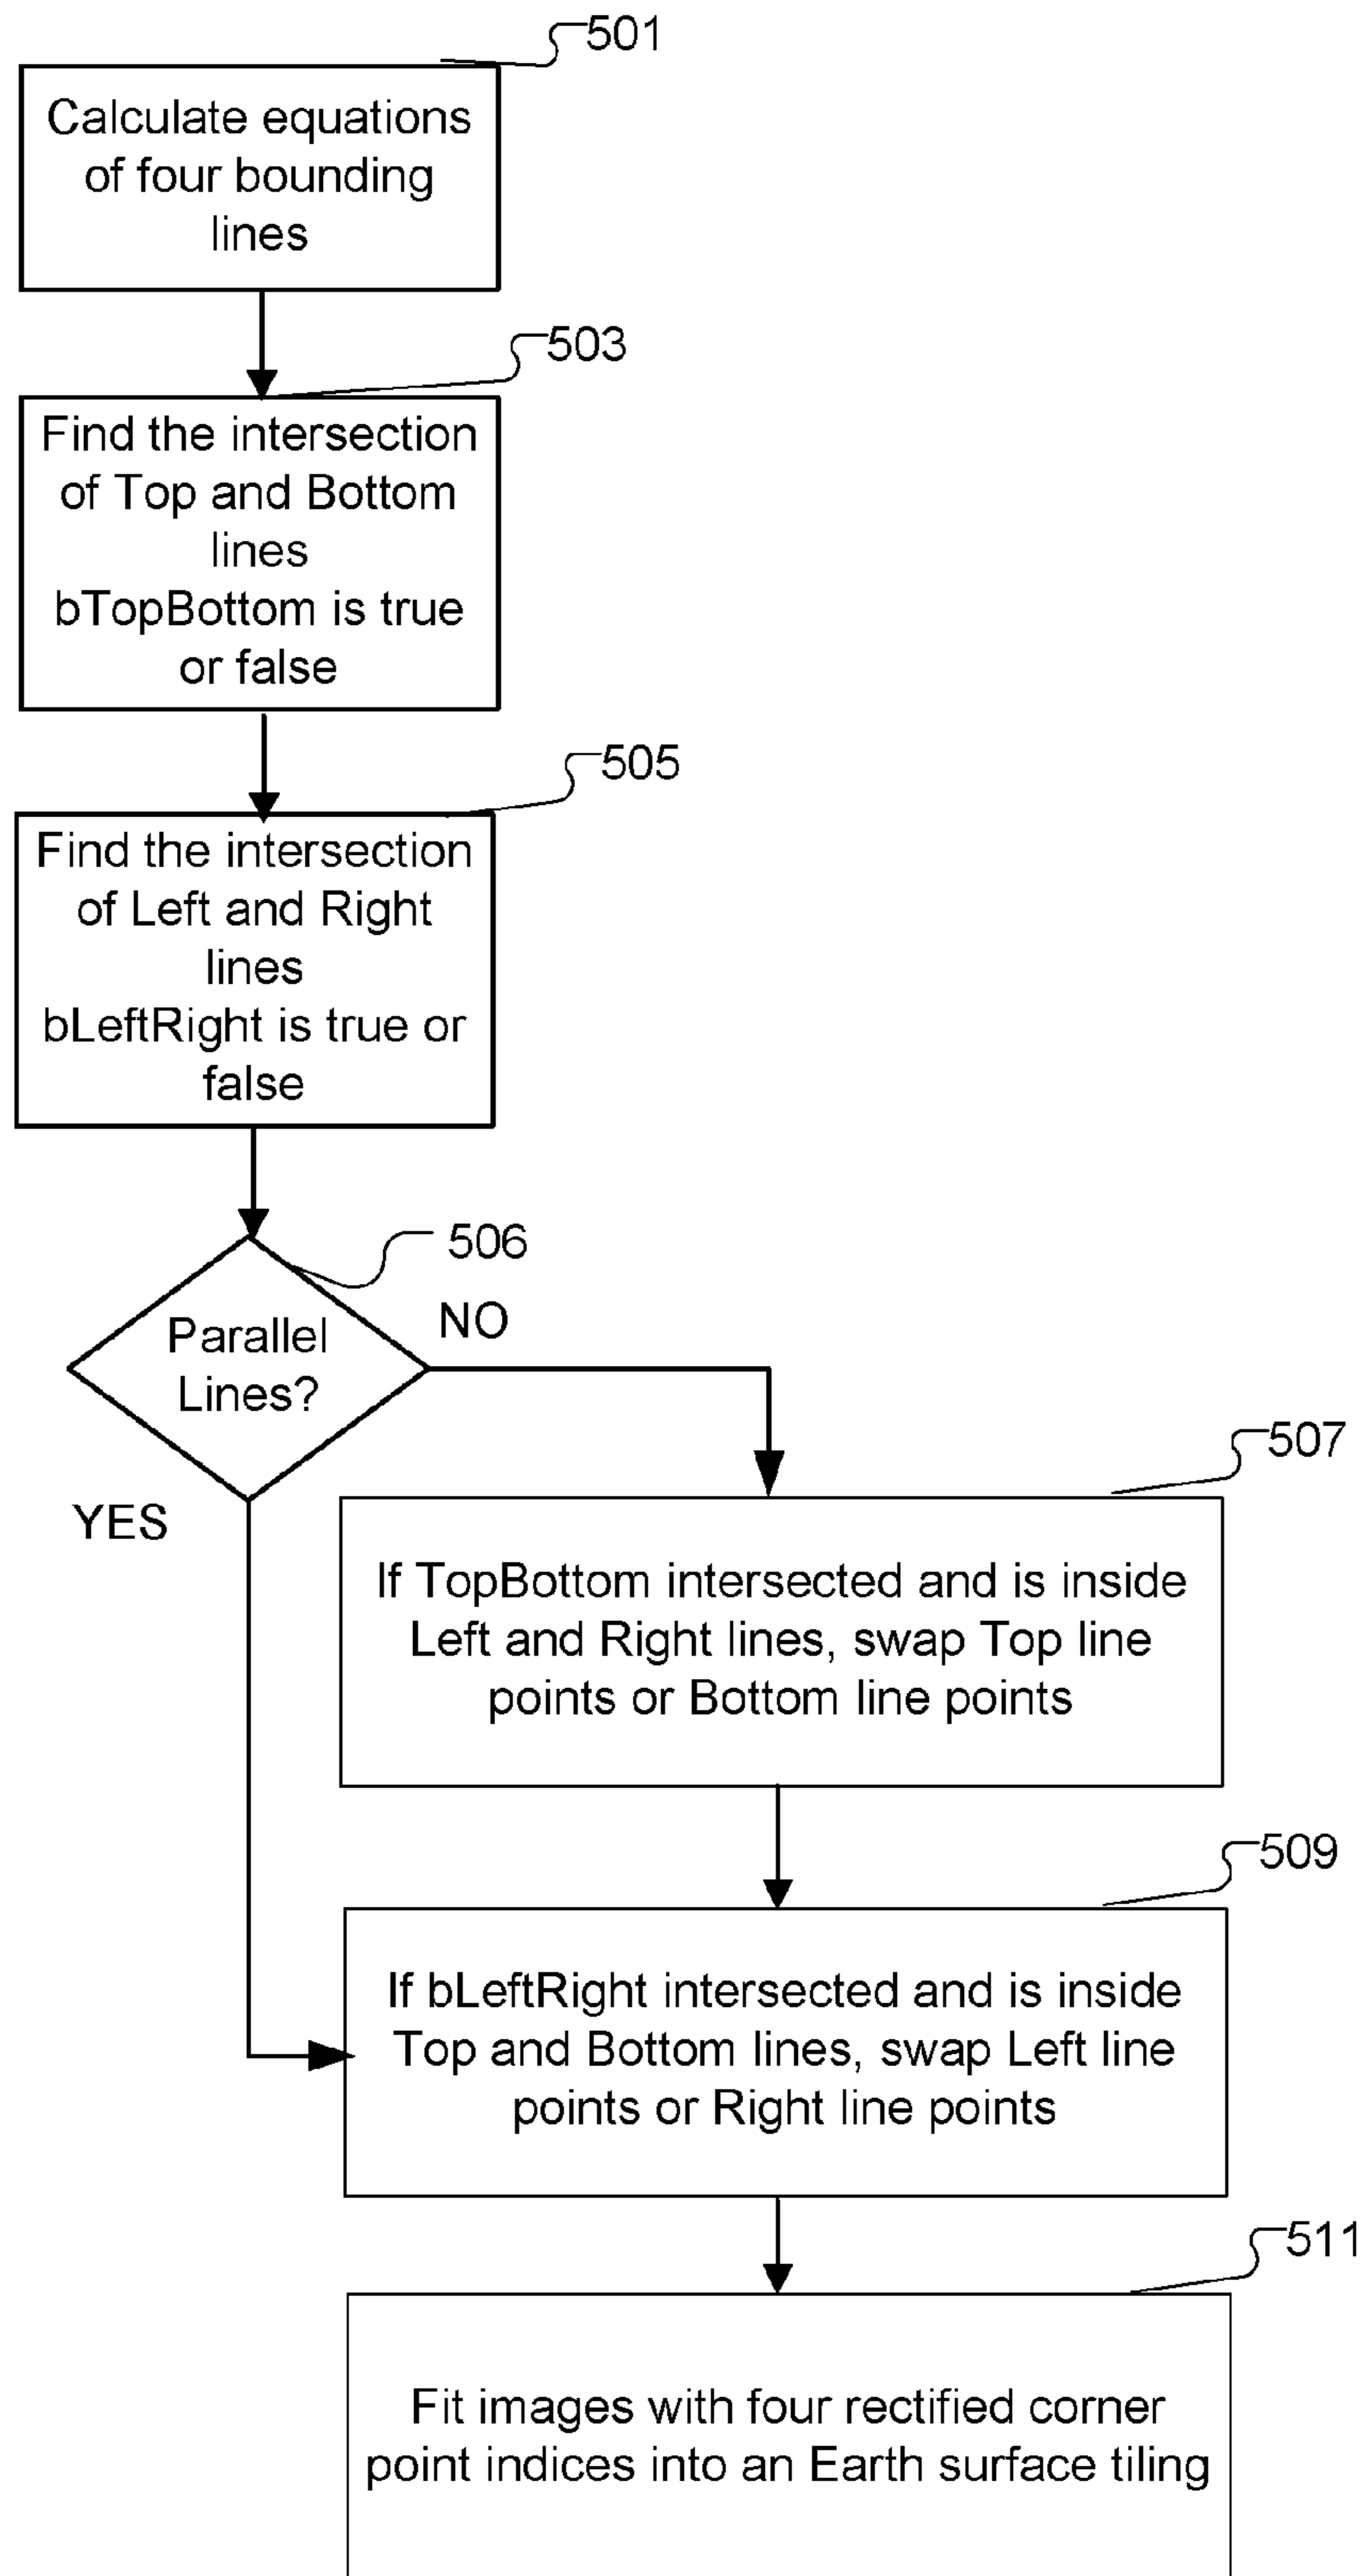 501
Calculate equations
of four bounding
lines
503
Find the intersection
of Top and Bottom
lines
bTopBottom is true
or false
505
Find the intersection
of Left and Right
lines
bLeftRight is true or
false
506
Parallel
Lines?
NO
YES
507
If TopBottom intersected and is inside
Left and Right lines, swap Top line
points or Bottom line points
509
If bLeftRight intersected and is inside
Top and Bottom lines, swap Left line
points or Right line points
511
Fit images with four rectified corner
point indices into an Earth surface tiling